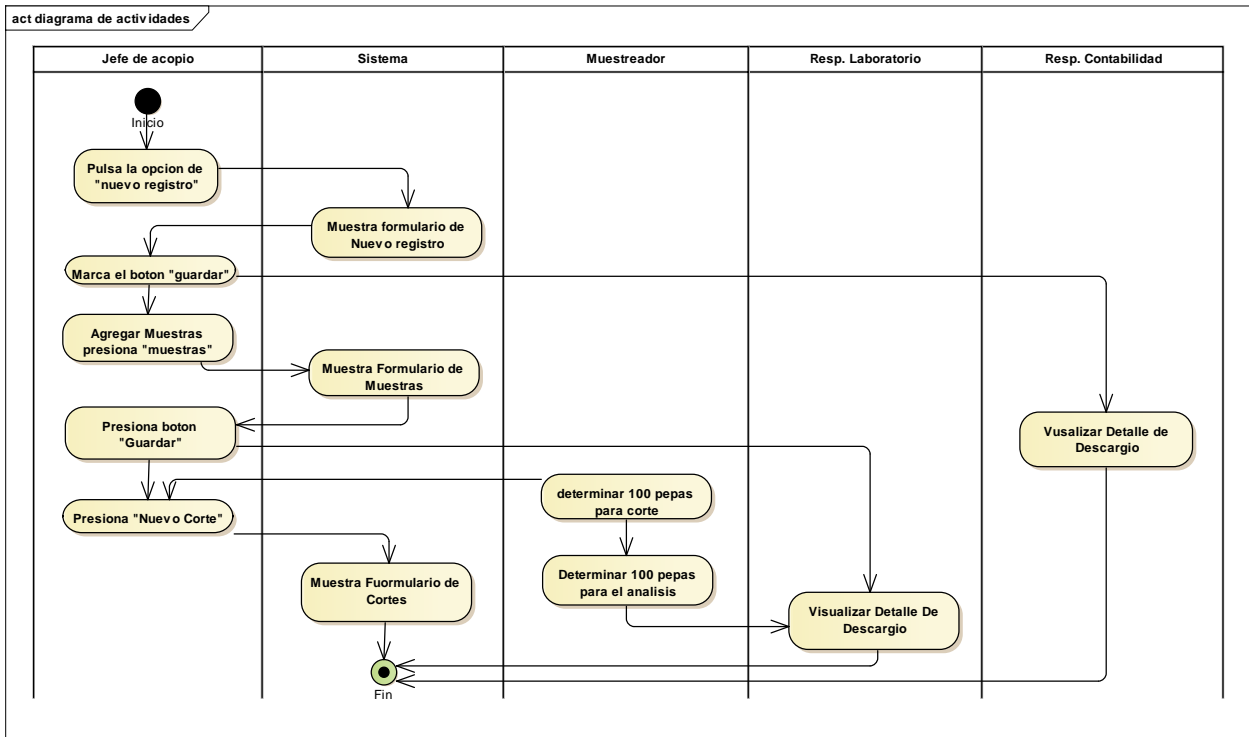 act diagrama de actividades
Jefe de acopio
Sistema
Muestreador
Resp. Laboratorio
Resp. Contabilidad
Inicio
Pulsa la opcion de
"nuevo registro"
Muestra formulario de
Nuevo registro
Marca el boton "guardar"
Agregar Muestras
presiona "muestras"
Muestra Formulario de
Muestras
Presiona boton
"Guardar"
Vusalizar Detalle de
Descargio
determinar 100 pepas
para corte
Presiona "Nuevo Corte"
Muestra Fuormulario de
Cortes
Determinar 100 pepas
para el analisis
Visualizar Detalle De
Descargio
Fin